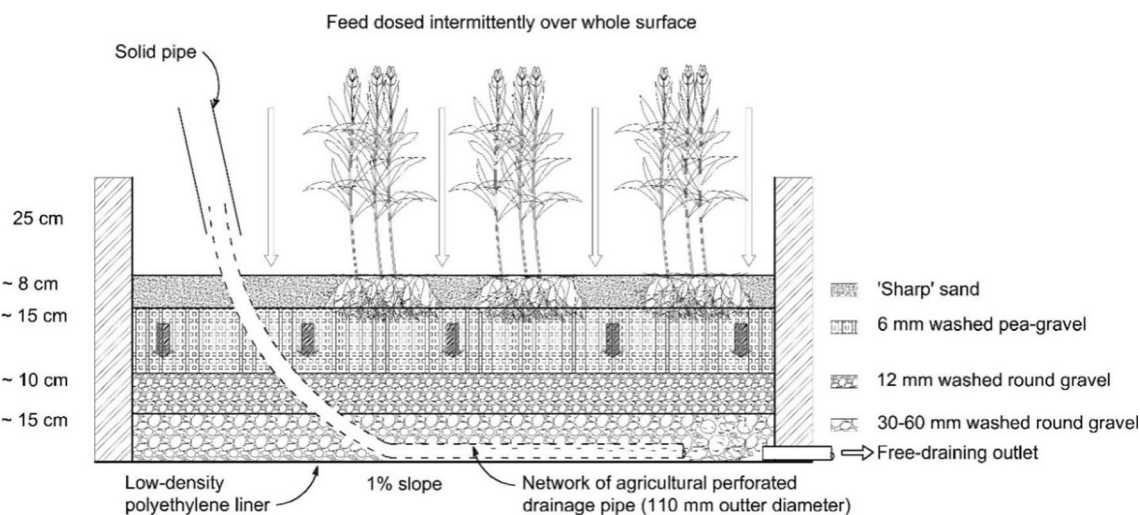 Feed dosed intermittently over whole surface
Solid pipe
25 cm
~ 8 cm
~ 15 cm
~ 10 cm
~ 15 cm
'Sharp' sand
6 mm washed pea-gravel
12 mm washed round gravel
30-60 mm washed round gravel
Free-draining outlet
Low-density
polyethylene liner
1% slope
Network of agricultural perforated
drainage pipe (110 mm outter diameter)